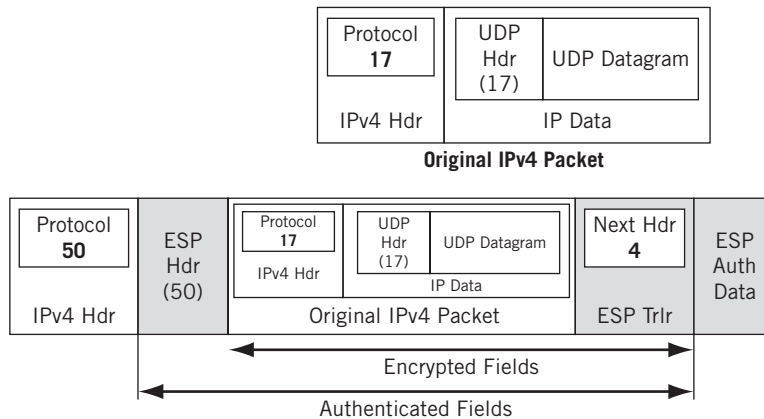 Protocol
17
IPv4 Hdr
UDP
Hdr
(17)
UDP Datagram
IP Data
Original IPv4 Packet
Protocol
50
IPv4 Hdr
ESP
Hdr
(50)
Protocol
17
IPv4 Hdr
UDP
Hdr
(17)
UDP Datagram
IP Data
Original IPv4 Packet
Next Hdr
4
ESP Trlr
ESP
Auth
Data
Encrypted Fields
Authenticated Fields